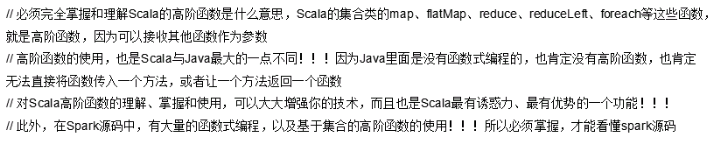 // 必须完全掌握和理解Scala的高阶函数是什么意思，Scala的集合类的map、flatMap、reduce、reduceLeft、foreach等这些函数，
就是高阶函数，因为可以接收其他函数作为参数
// 高阶函数的使用，也是Scala与Java最大的一点不同！！！因为Java里面是没有函数式编程的，也肯定没有高阶函数，也肯定
无法直接将函数传入一个方法，或者让一个方法返回一个函数
// 对Scala高阶函数的理解、掌握和使用，可以大大增强你的技术，而且也是Scala最有诱惑力、最有优势的一个功能！！！
// 此外，在Spark源码中，有大量的函数式编程，以及基于集合的高阶函数的使用！！！所以必须掌握，才能看懂spark源码